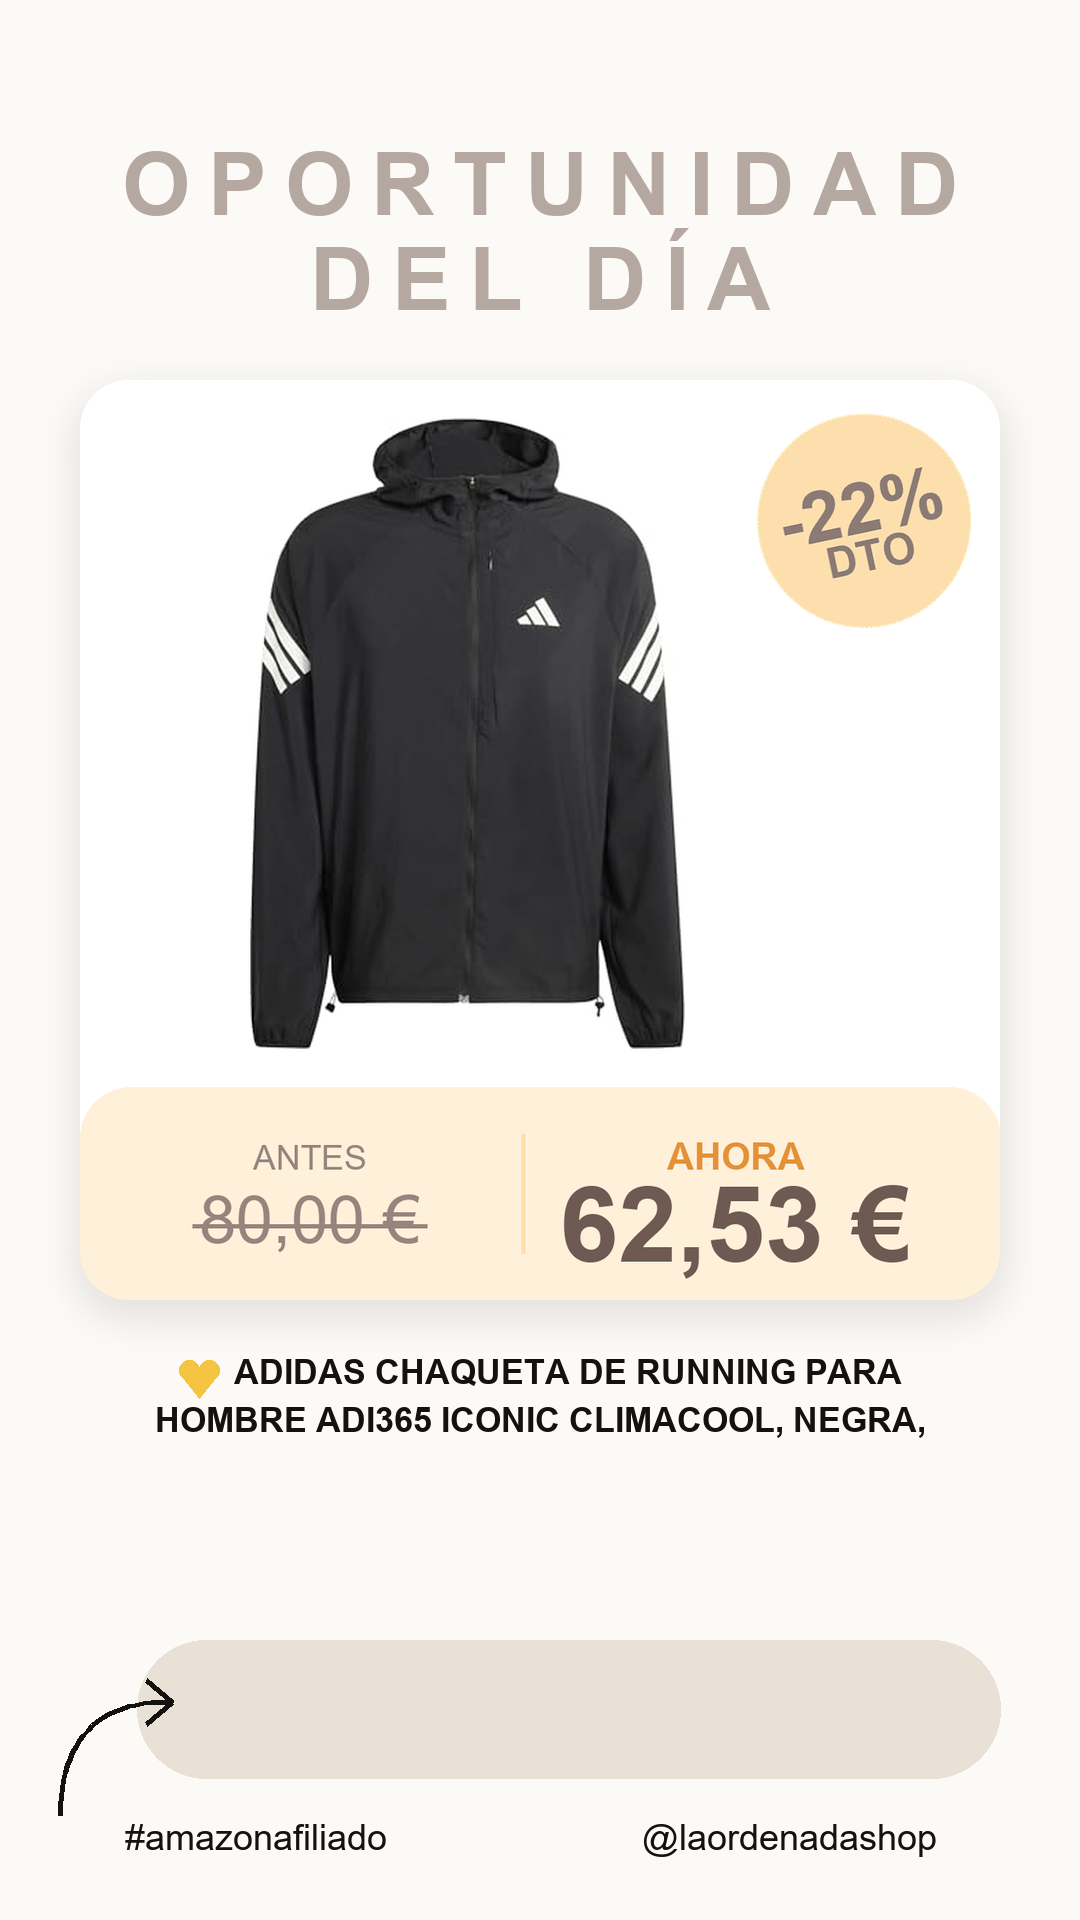 OPORTUNIDAD
DEL DÍA
-22%
DTO
ANTES
80,00 €
AHORA
62,53 €
ADIDAS CHAQUETA DE RUNNING PARA
HOMBRE ADI365 ICONIC CLIMACOOL, NEGRA,
#amazonafiliado
@laordenadashop